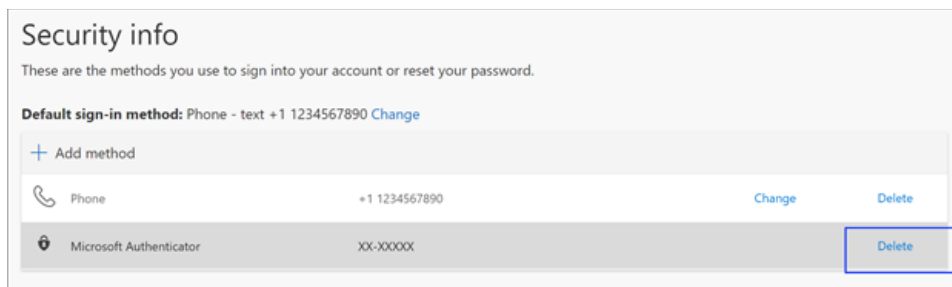 Security info
These are the methods you use to sign into your account or reset your password.
Default sign-in method: Phone - text +1 1234567890 Change
+ Add method
Phone +1 1234567890 Change Delete
Microsoft Authenticator XX-XXXXX Delete